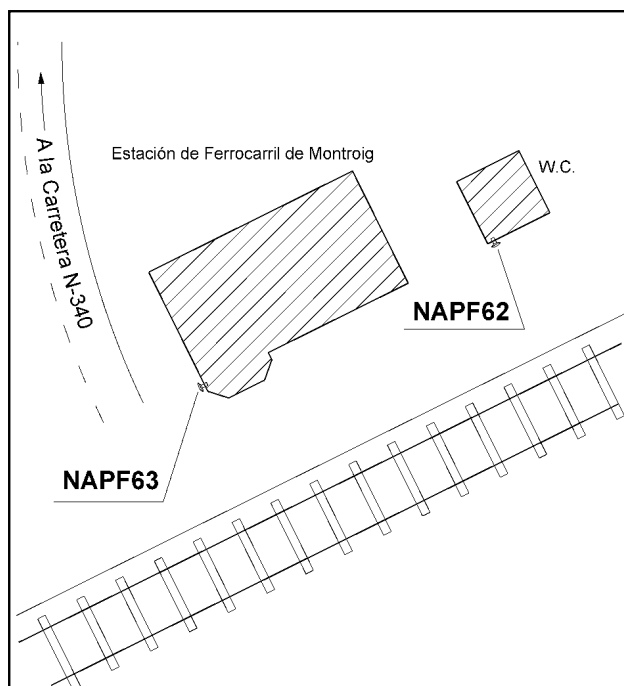 Estación de Ferrocarril de Montroig
W.C.
A la Carretera N-340
NAPF62
NAPF63